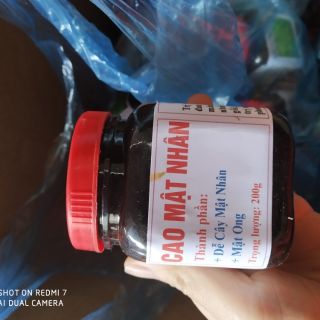 CAO MẬT NHÂN
Thành phần:
+ Dễ Cây Mật Nhân
+ Mật Ong
Trọng lượng: 200g
SHOT ON REDMI 7
AI DUAL CAMERA